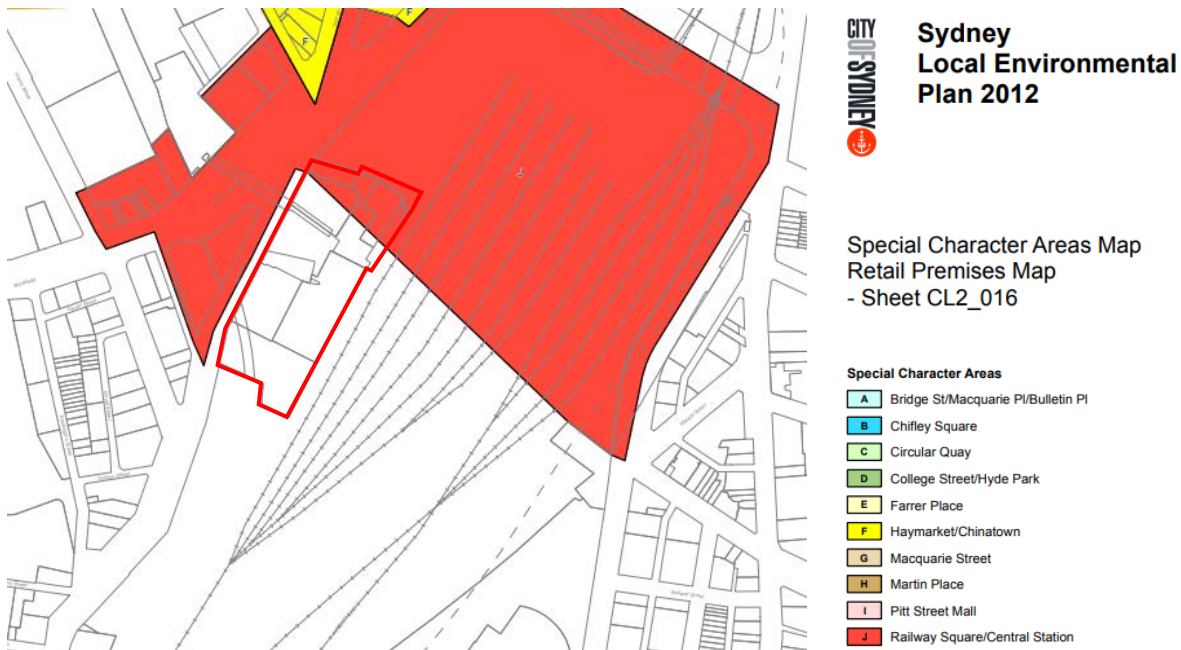 F
F
J
CITY OF SYDNEY
Sydney
Local Environmental
Plan 2012
Special Character Areas Map
Retail Premises Map
- Sheet CL2_016
Special Character Areas
A Bridge St/Macquarie Pl/Bulletin Pl
B Chifley Square
C Circular Quay
D College Street/Hyde Park
E Farrer Place
F Haymarket/Chinatown
G Macquarie Street
H Martin Place
I Pitt Street Mall
J Railway Square/Central Station